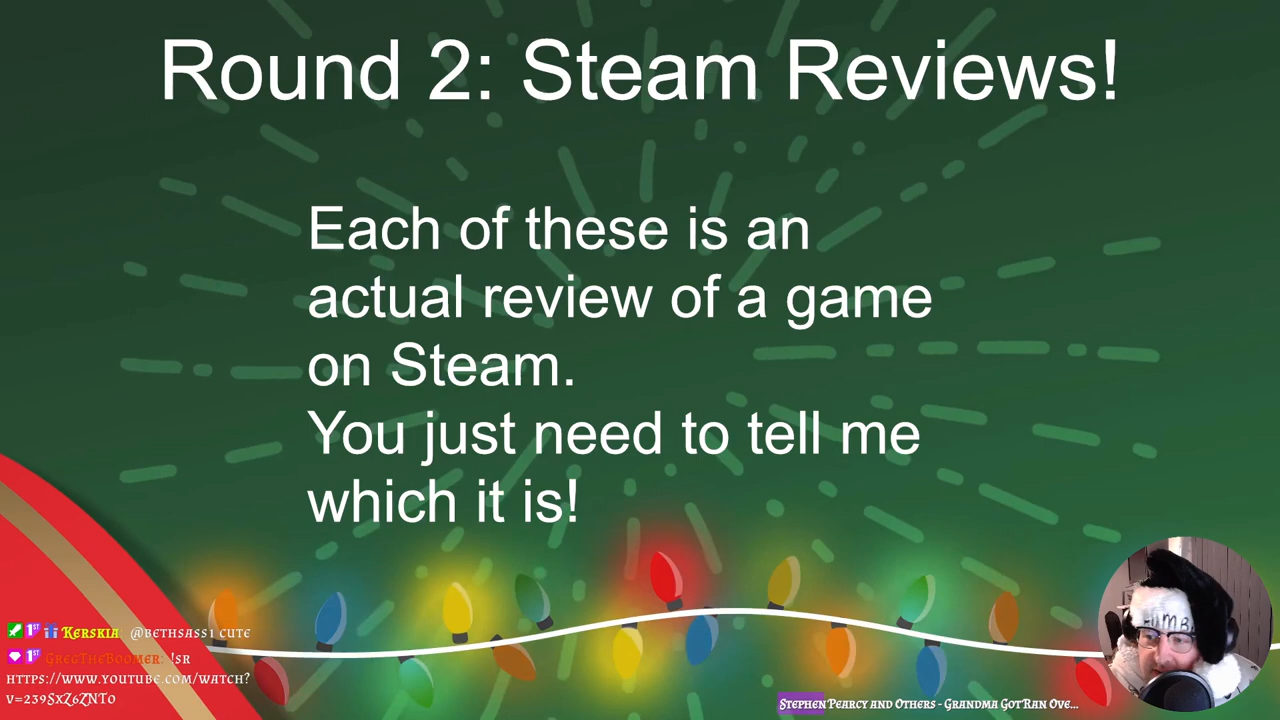 Round 2: Steam Reviews!
Each of these is an
actual review of a game
on Steam.
You just need to tell me
which it is!
Kerskia: @bethsass1 cute
GregTheBoomer: !sr
https://www.youtube.com/watch?
v=239SxZ6ZNT0
Stephen Pearcy and Others - Grandma Got Ran Ove...